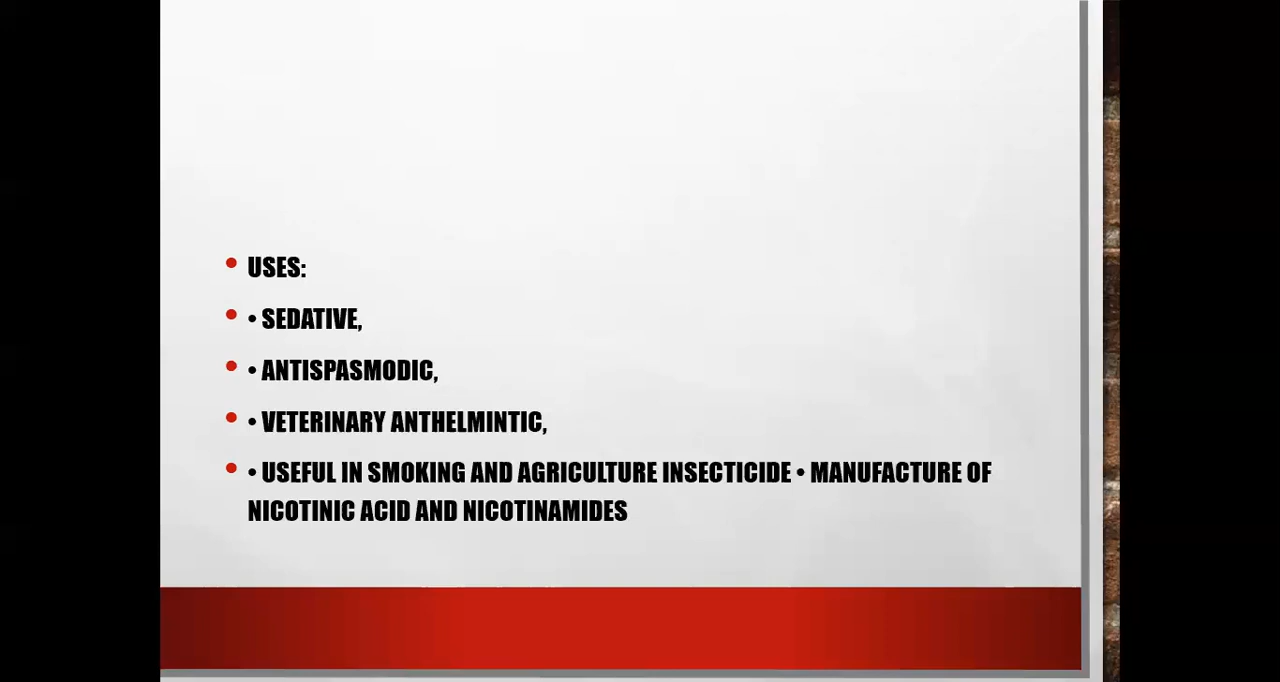 • USES:
• • SEDATIVE,
• • ANTISPASMODIC,
• • VETERINARY ANTHELMINTIC,
• • USEFUL IN SMOKING AND AGRICULTURE INSECTICIDE • MANUFACTURE OF
NICOTINIC ACID AND NICOTINAMIDES